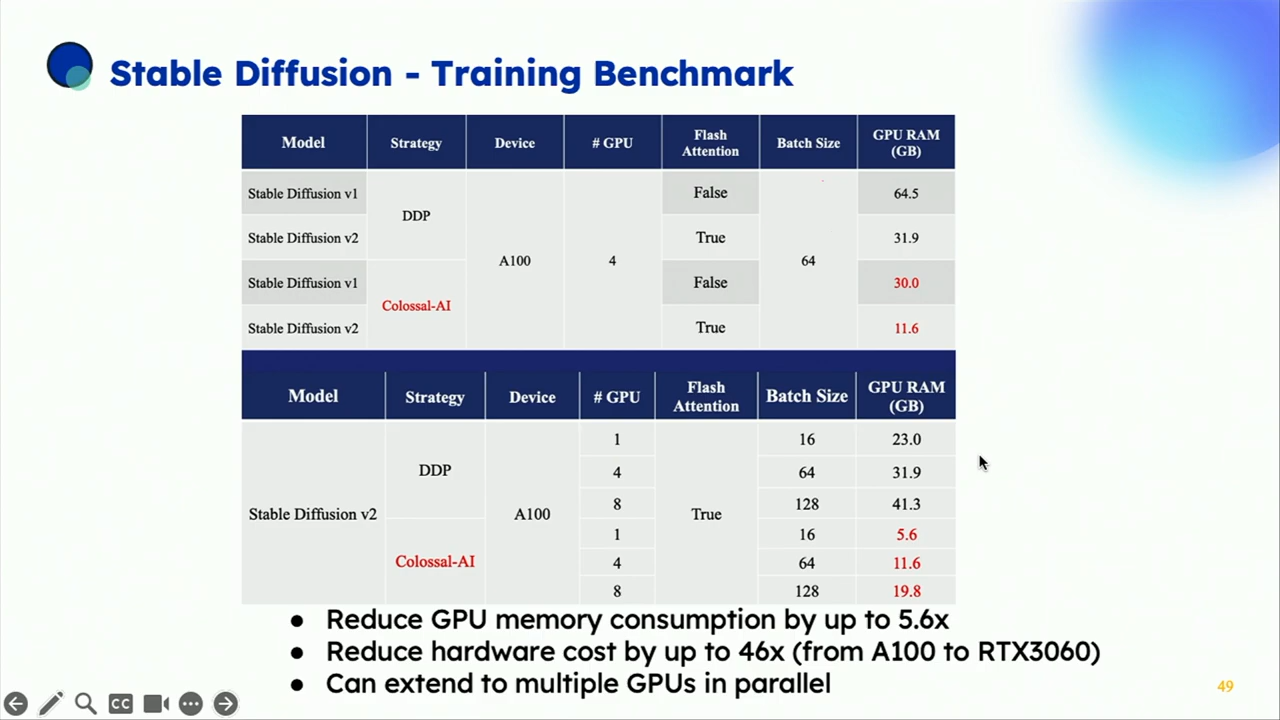 Stable Diffusion - Training Benchmark
Model Strategy Device # GPU Flash Attention Batch Size GPU RAM (GB)
Stable Diffusion v1 DDP A100 4 False 64 64.5
Stable Diffusion v2 True 31.9
Stable Diffusion v1 Colossal-AI False 30.0
Stable Diffusion v2 True 11.6
Model Strategy Device # GPU Flash Attention Batch Size GPU RAM (GB)
Stable Diffusion v2 DDP A100 1 True 16 23.0
4 64 31.9
8 128 41.3
Colossal-AI 1 16 5.6
4 64 11.6
8 128 19.8
● Reduce GPU memory consumption by up to 5.6x
● Reduce hardware cost by up to 46x (from A100 to RTX3060)
● Can extend to multiple GPUs in parallel
CC
49